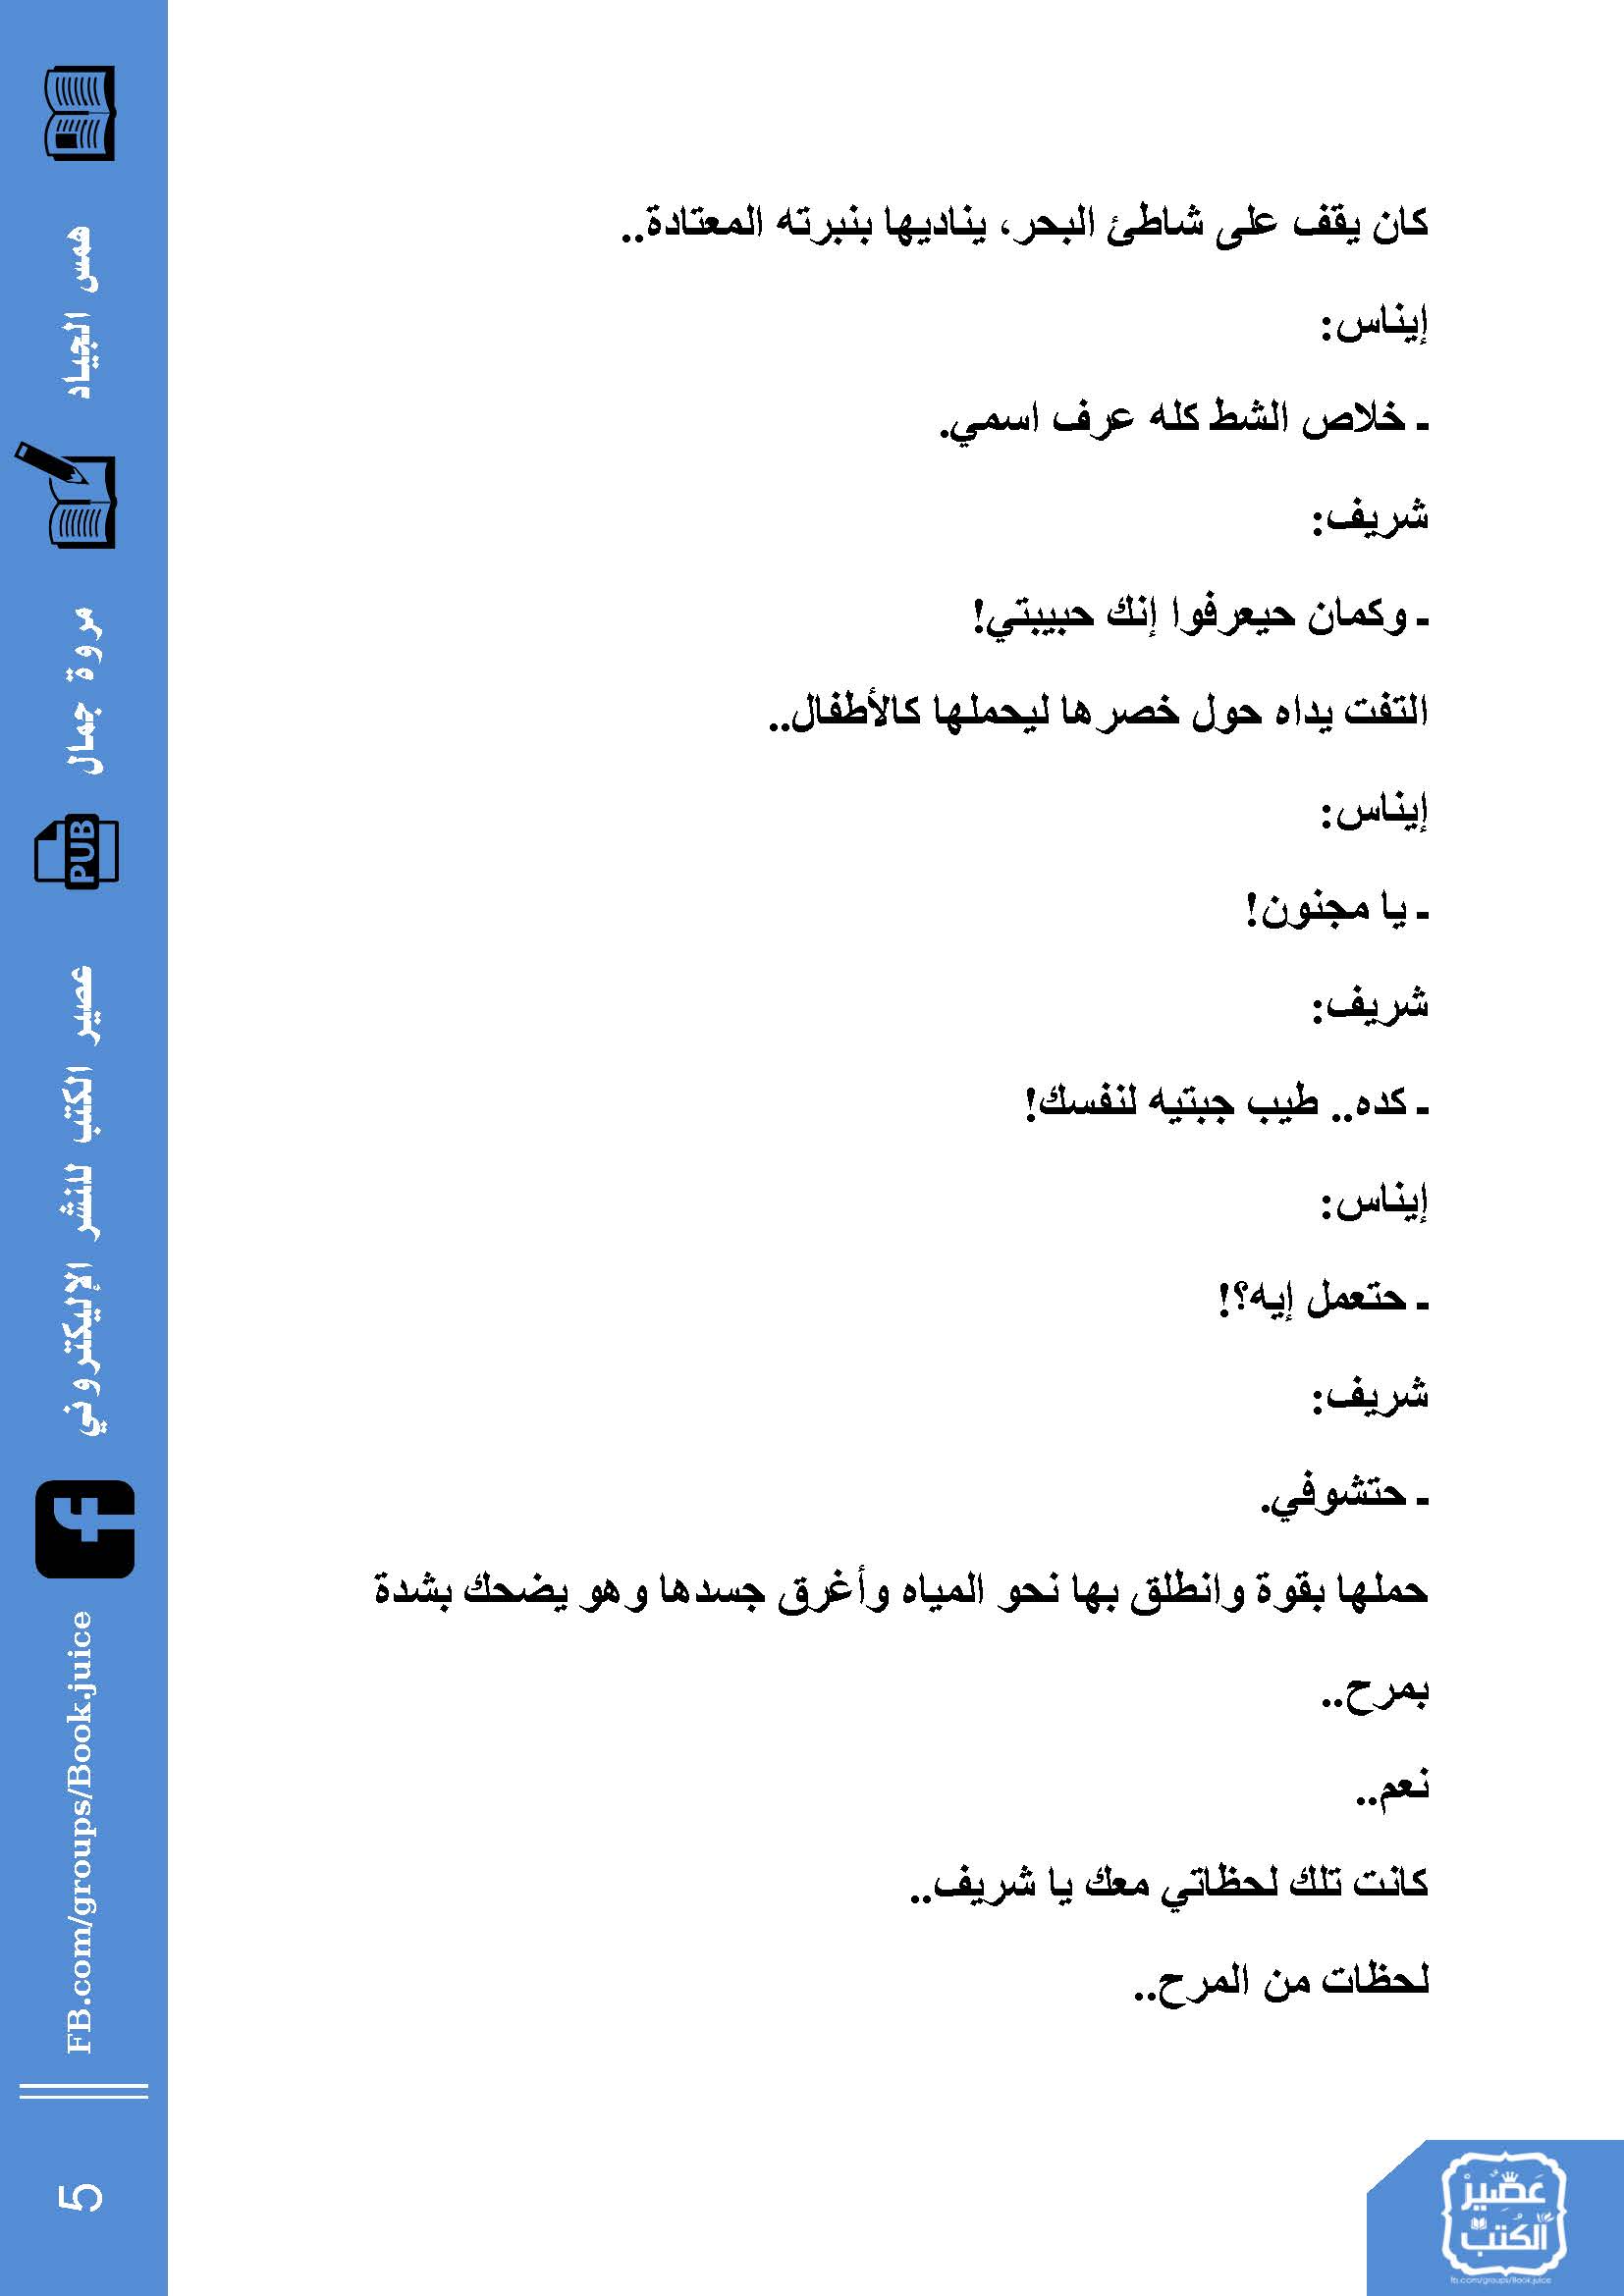 كان يقف على شاطئ البحر، يناديها بنبرته المعتادة..
إيناس:
ـ خلاص الشط كله عرف اسمي.
شريف:
ـ وكمان حيعرفوا إنك حبيبتي!
التفت يداه حول خصرها ليحملها كالأطفال..
إيناس:
ـ يا مجنون!
شريف:
ـ كده.. طيب جبتيه لنفسك!
إيناس:
ـ حتعمل إيه؟!
شريف:
ـ حتشوفي.
حملها بقوة وانطلق بها نحو المياه وأغرق جسدها وهو يضحك بشدة
بمرح..
نعم..
كانت تلك لحظاتي معك يا شريف..
لحظات من المرح..
همس الجياد
مروة جمال
PUB
عصير الكتب للنشر الإليكتروني
f
FB.com/groups/Book.juice
5
عصير
الكتب
fb.com/groups/Book.juice